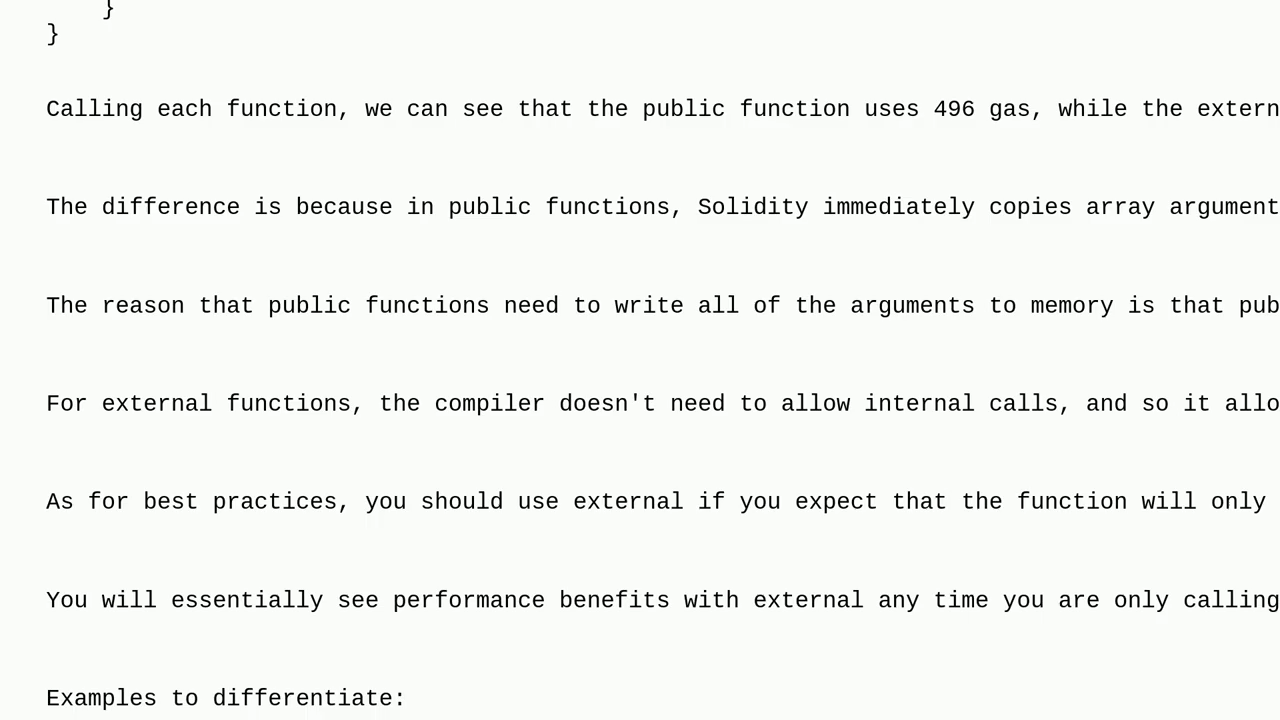 }
}
Calling each function, we can see that the public function uses 496 gas, while the extern
The difference is because in public functions, Solidity immediately copies array argument
The reason that public functions need to write all of the arguments to memory is that pub
For external functions, the compiler doesn't need to allow internal calls, and so it allo
As for best practices, you should use external if you expect that the function will only
You will essentially see performance benefits with external any time you are only calling
Examples to differentiate: